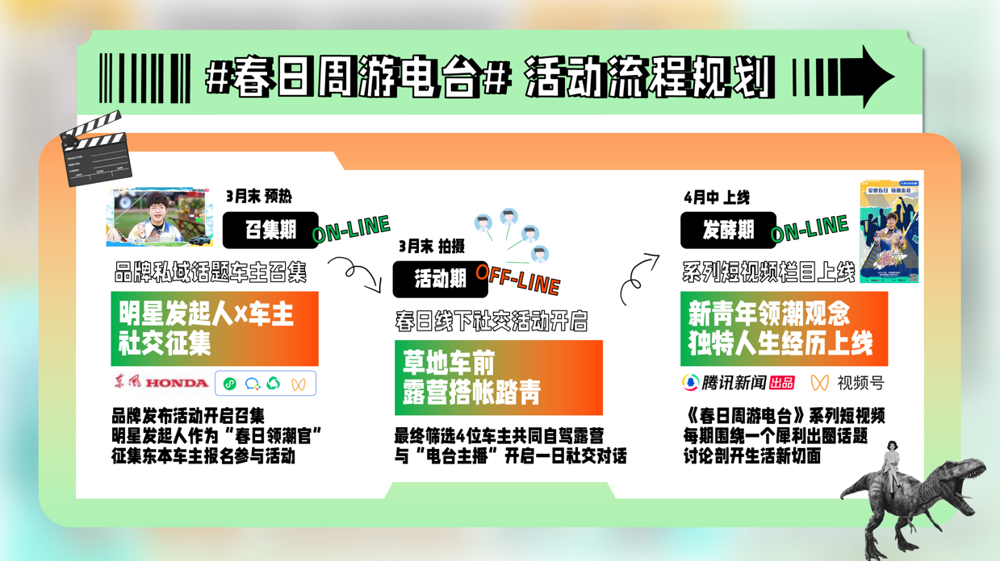 #春日周游电台# 活动流程规划
3月末 预热
召集期
ON-LINE
品牌私域话题车主召集
明星发起人x车主
社交征集
东风 HONDA
品牌发布活动开启召集
明星发起人作为“春日领潮官”
征集东本车主报名参与活动
3月末 拍摄
活动期
OFF-LINE
春日线下社交活动开启
草地车前
露营搭帐踏青
最终筛选4位车主共同自驾露营
与“电台主播”开启一日社交对话
4月中 上线
发酵期
ON-LINE
系列短视频栏目上线
觉醒春日 领潮未来
新青年领潮观念
独特人生经历上线
腾讯新闻 出品 视频号
《春日周游电台》系列短视频
每期围绕一个犀利出圈话题
讨论剖开生活新切面